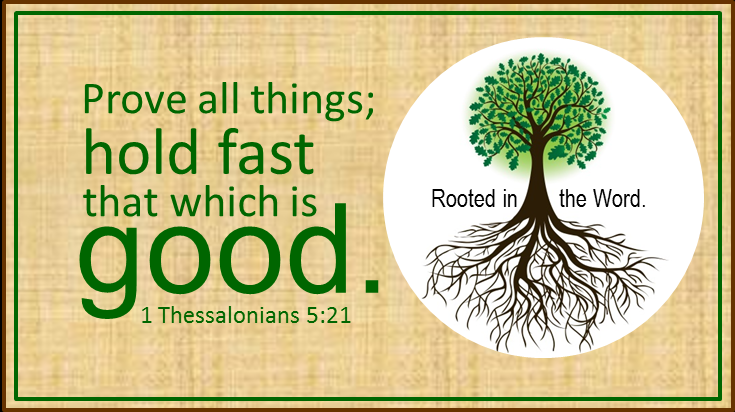 Prove all things;
hold fast
that which is
good.
1 Thessalonians 5:21
Rooted in the Word.